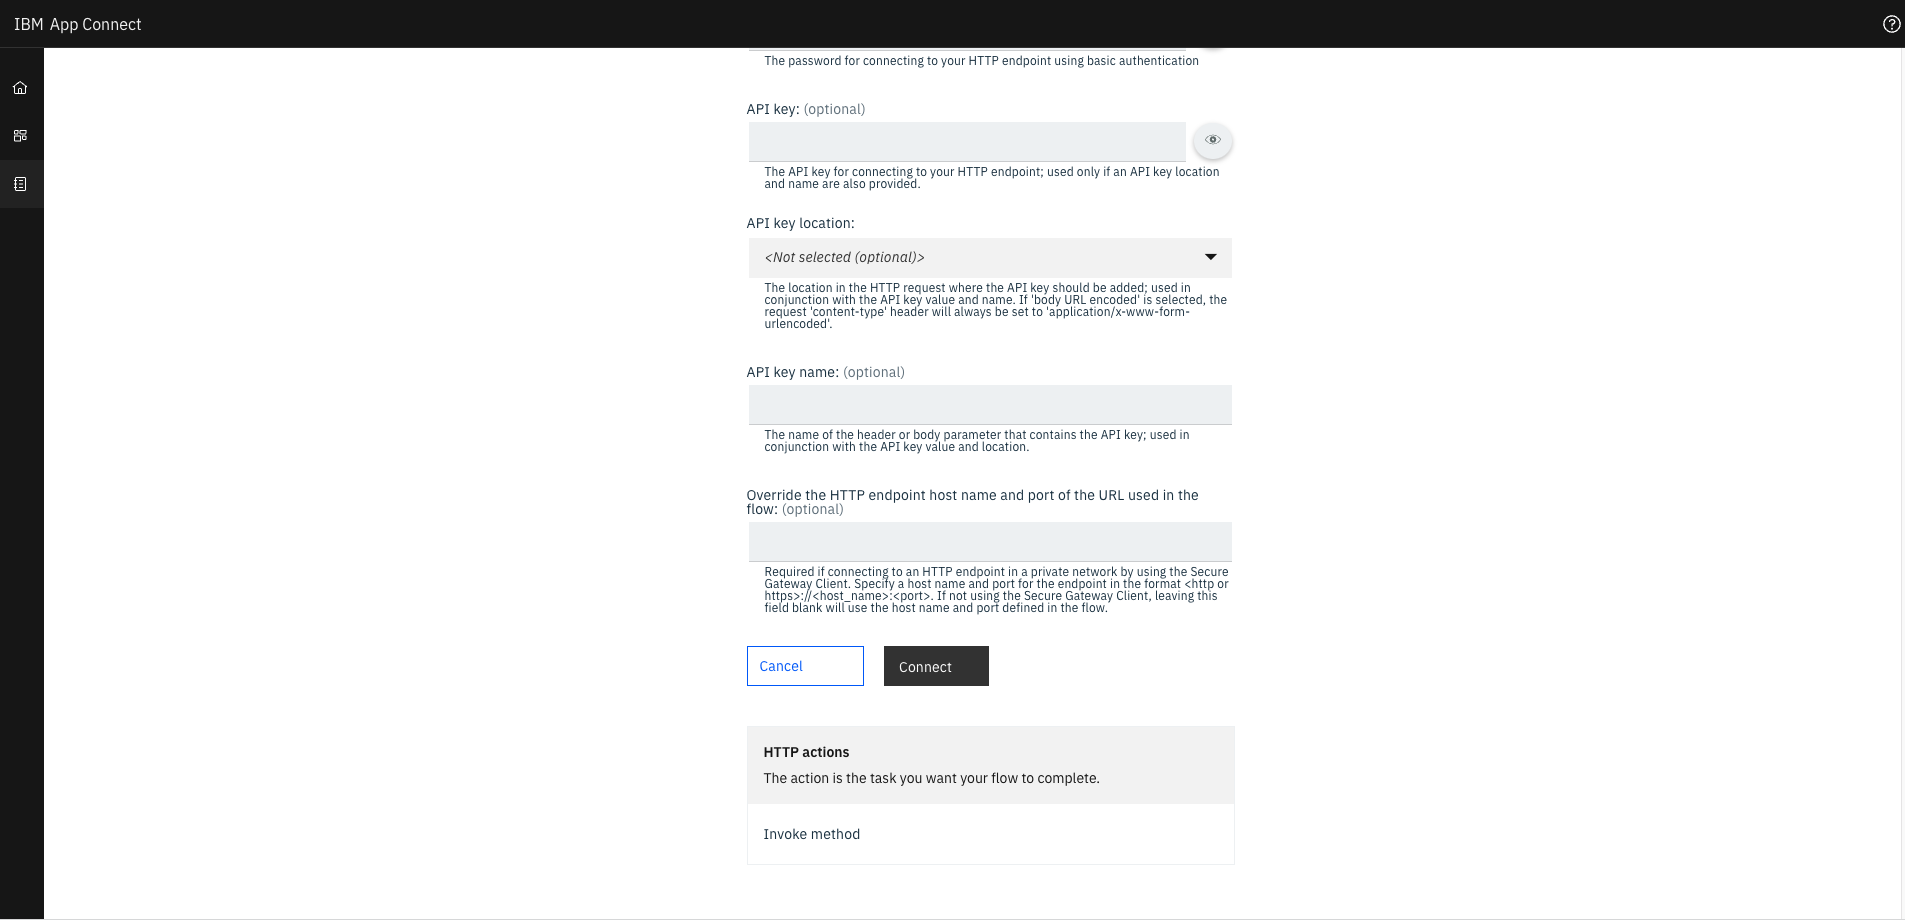 IBM App Connect
The password for connecting to your HTTP endpoint using basic authentication
API key: (optional)
The API key for connecting to your HTTP endpoint; used only if an API key location
and name are also provided.
API key location:
<Not selected (optional)>
The location in the HTTP request where the API key should be added; used in
conjunction with the API key value and name. If 'body URL encoded' is selected, the
request 'content-type' header will always be set to 'application/x-www-form-
urlencoded'.
API key name: (optional)
The name of the header or body parameter that contains the API key; used in
conjunction with the API key value and location.
Override the HTTP endpoint host name and port of the URL used in the
flow: (optional)
Required if connecting to an HTTP endpoint in a private network by using the Secure
Gateway Client. Specify a host name and port for the endpoint in the format <http or
https>://<host_name>:<port>. If not using the Secure Gateway Client, leaving this
field blank will use the host name and port defined in the flow.
Cancel
Connect
HTTP actions
The action is the task you want your flow to complete.
Invoke method